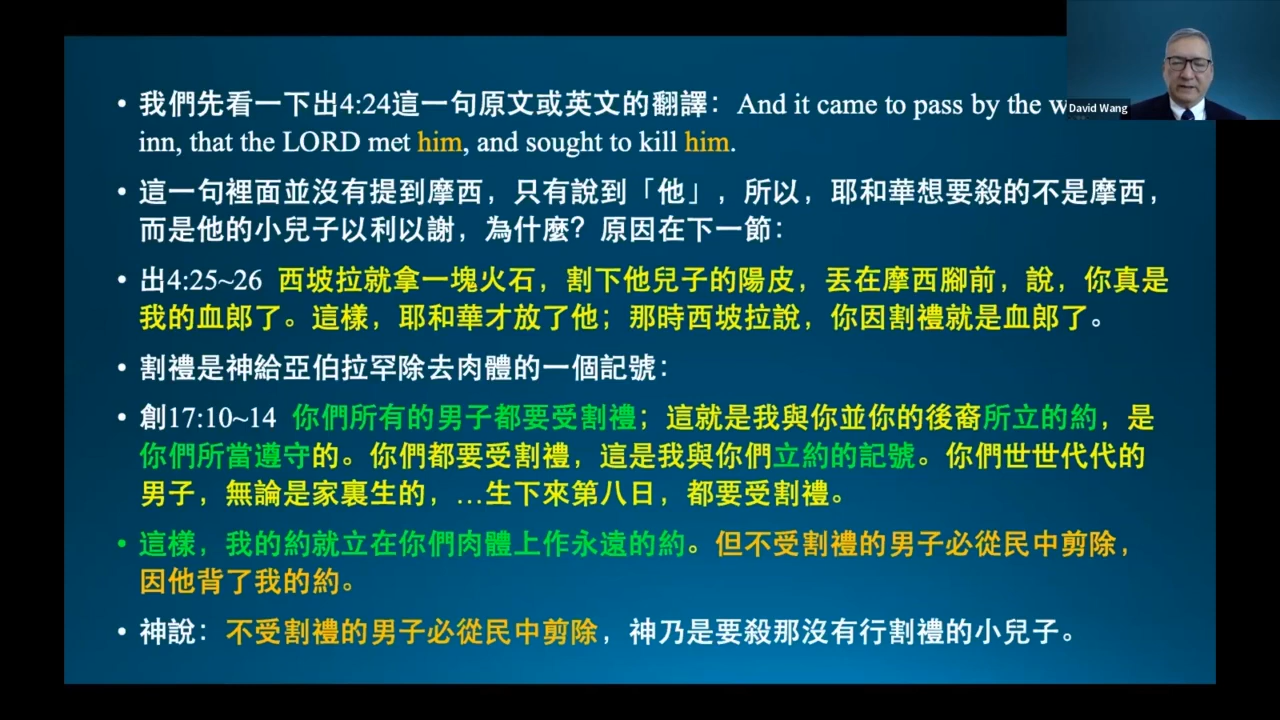 • 我們先看一下出4:24這一句原文或英文的翻譯：And it came to pass by the
inn, that the LORD met him, and sought to kill him.
• 這一句裡面並沒有提到摩西，只有說到「他」，所以，耶和華想要殺的不是摩西，
而是他的小兒子以利以謝，為什麼？原因在下一節：
• 出4:25~26 西坡拉就拿一塊火石，割下他兒子的陽皮，丟在摩西腳前，說，你真是
我的血郎了。這樣，耶和華才放了他；那時西坡拉說，你因割禮就是血郎了。
• 割禮是神給亞伯拉罕除去肉體的一個記號：
• 創17:10~14 你們所有的男子都要受割禮；這就是我與你並你的後裔所立的約，是
你們所當遵守的。你們都要受割禮，這是我與你們立約的記號。你們世世代代的
男子，無論是家裏生的，…生下來第八日，都要受割禮。
• 這樣，我的約就立在你們肉體上作永遠的約。但不受割禮的男子必從民中剪除，
因他背了我的約。
• 神說：不受割禮的男子必從民中剪除，神乃是要殺那沒有行割禮的小兒子。
David Wang